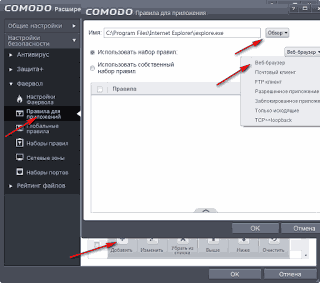 COMODO Расшире
Общие настройки
Настройки безопасности
Антивирус
Защита+
Фаервол
Настройки Фаервола
Правила для приложений
Глобальные правила
Наборы правил
Сетевые зоны
Наборы портов
Рейтинг файлов
COMODO Правила для приложения
Имя: C:\Program Files\Internet Explorer\iexplore.exe
Обзор
Использовать набор правил.
Веб-браузер
Использовать собственный набор правил
Веб-браузер
Почтовый клиент
FTP клиент
Разрешенное приложение
Заблокированное приложение
Только исходящие
TCP-loopback
Правила
OK
Отмена
Добавить
Изменить
Убрать из списка
Выше
Ниже
Очистить
OK
Отмена